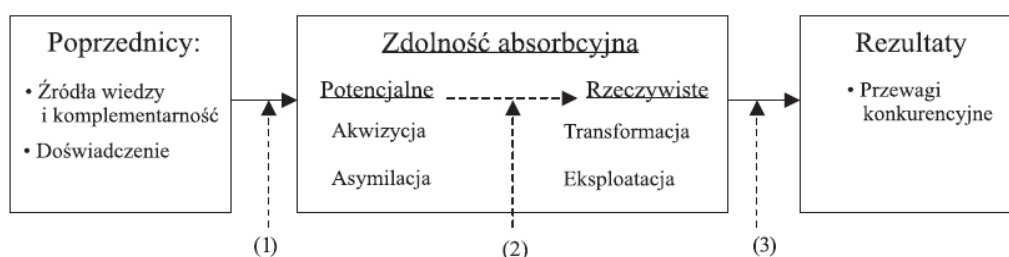 Poprzednicy:
• Źródła wiedzy
i komplementarność
• Doświadczenie
Zdolność absorbcyjna
Potencjalne
Rzeczywiste
Akwizycja
Transformacja
Asymilacja
Eksploatacja
Rezultaty
• Przewagi
konkurencyjne
(1)
(2)
(3)